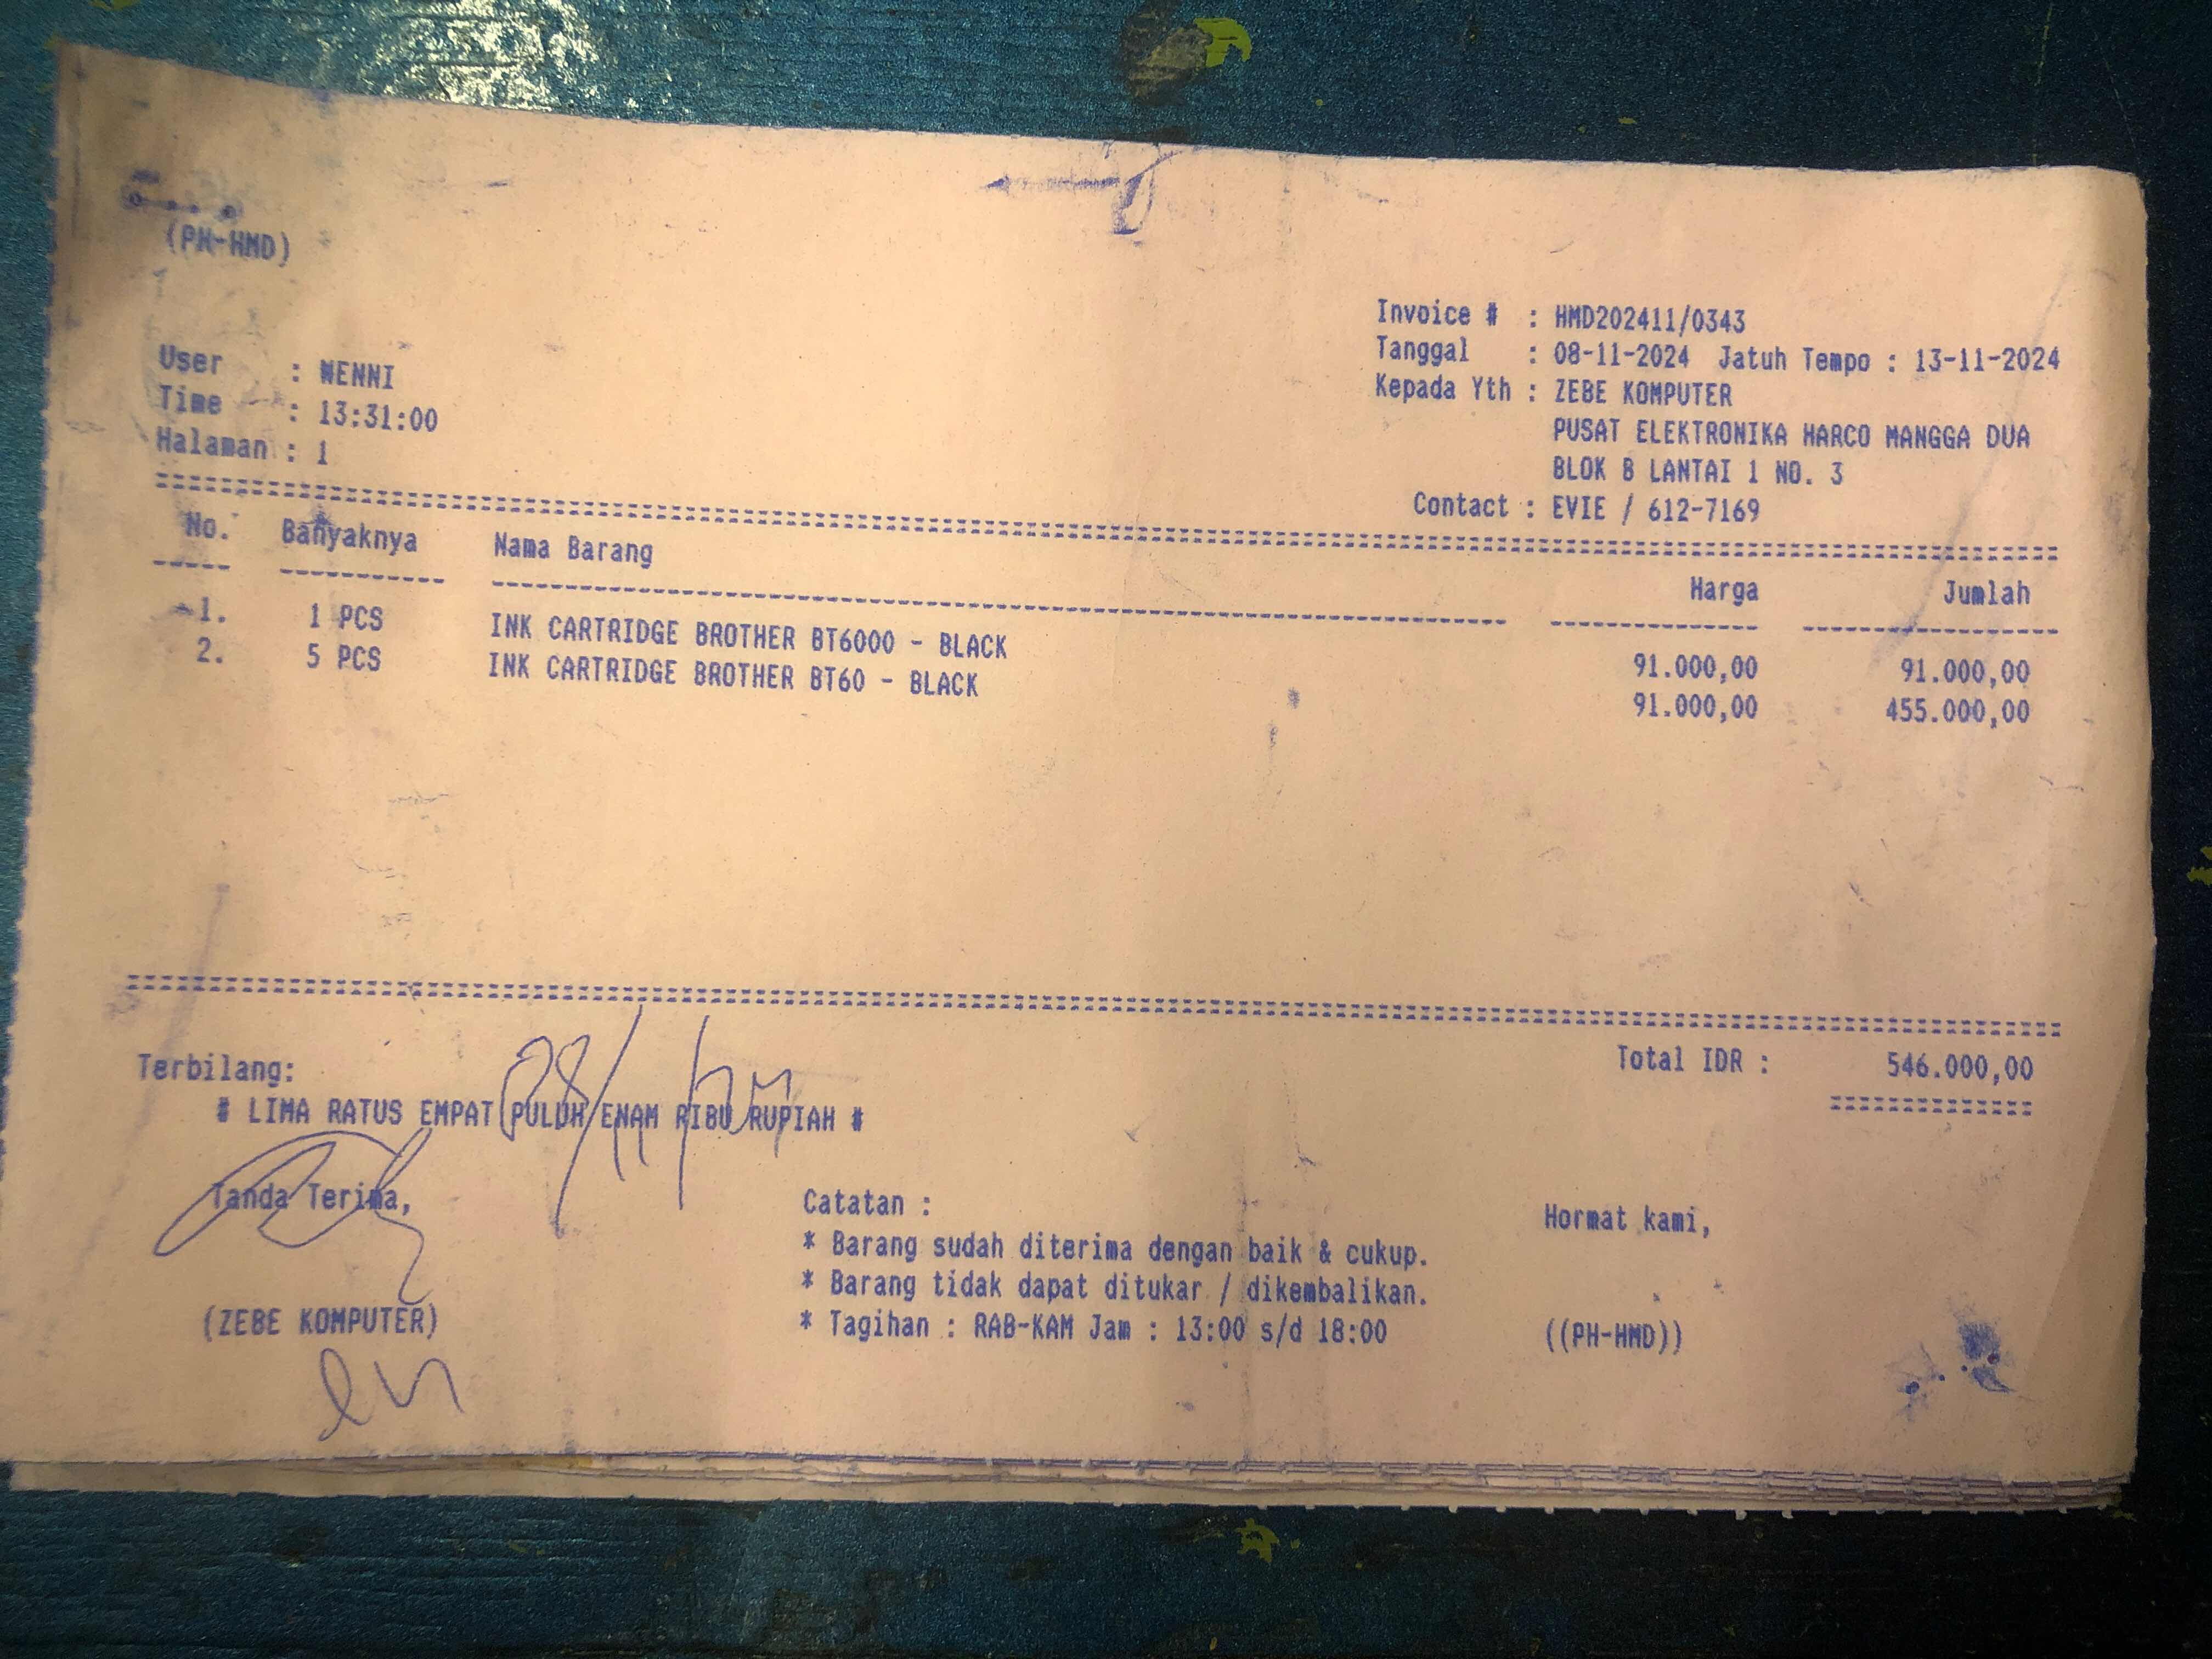 (PH-HMD)
Invoice # : HMD202411/0343
Tanggal : 08-11-2024 Jatuh Tempo : 13-11-2024
Kepada Yth : ZEBE KOMPUTER
PUSAT ELEKTRONIKA HARCO MANGGA DUA
BLOK B LANTAI 1 NO. 3
Contact : EVIE / 612-7169
User : WENNI
Time : 13:31:00
Halaman : 1
No. Banyaknya Nama Barang Harga Jumlah
1. 1 PCS INK CARTRIDGE BROTHER BT6000 - BLACK 91.000,00 91.000,00
2. 5 PCS INK CARTRIDGE BROTHER BT60 - BLACK 91.000,00 455.000,00
Total IDR : 546.000,00
Terbilang:
# LIMA RATUS EMPAT PULUH ENAM RIBU RUPIAH #
08/11/24
Tanda Terima,
(ZEBE KOMPUTER)
Catatan :
* Barang sudah diterima dengan baik & cukup.
* Barang tidak dapat ditukar / dikembalikan.
* Tagihan : RAB-KAM Jam : 13:00 s/d 18:00
Hormat kami,
((PH-HMD))